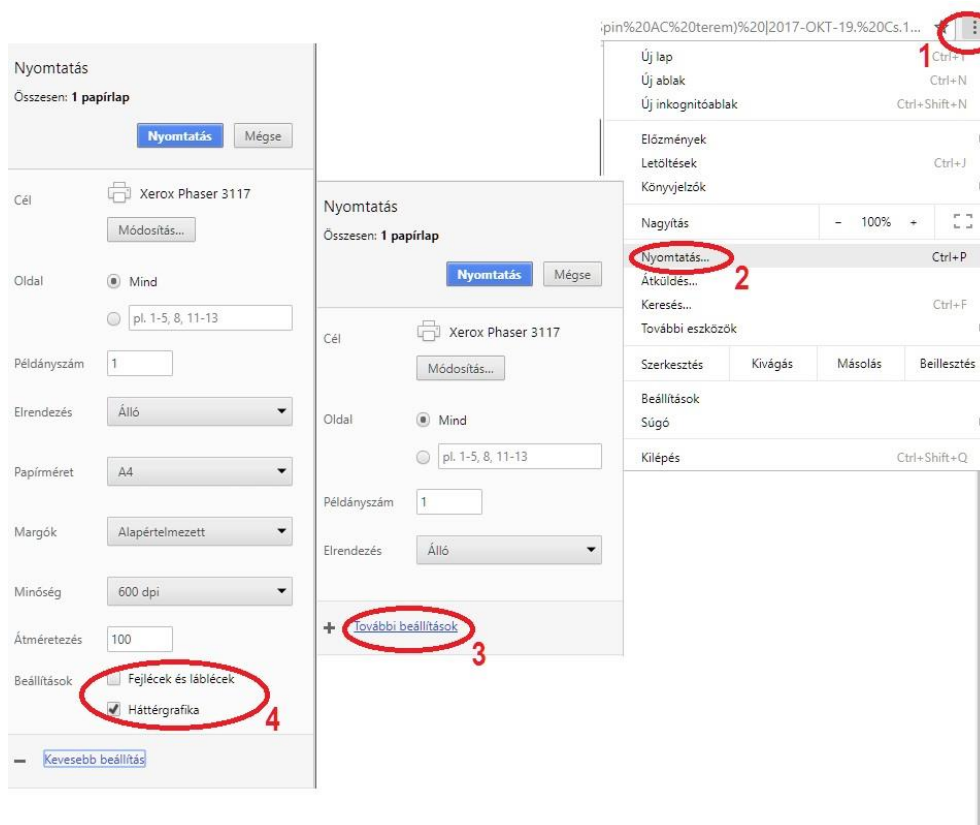 Nyomtatás
Összesen: 1 papírlap
Nyomtatás Mégse
Cél Xerox Phaser 3117
Módosítás...
Oldal Mind
pl. 1-5, 8, 11-13
Példányszám 1
Elrendezés Álló
Papírméret A4
Margók Alapértelmezett
Minőség 600 dpi
Átméretezés 100
Beállítások Fejlécek és láblécek
Háttérgrafika
4
Kevesebb beállítás
Nyomtatás
Összesen: 1 papírlap
Nyomtatás Mégse
Cél Xerox Phaser 3117
Módosítás...
Oldal Mind
pl. 1-5, 8, 11-13
Példányszám 1
Elrendezés Álló
+ További beállítások
3
pin%20AC%20terem)%20|2017-OKT-19.%20Cs.1...
1
Új lap Ctrl+T
Új ablak Ctrl+N
Új inkognitóablak Ctrl+Shift+N
Előzmények
Letöltések Ctrl+J
Könyvjelzők
Nagyítás - 100% +
Nyomtatás... Ctrl+P
2
Átküldés...
Keresés... Ctrl+F
További eszközök
Szerkesztés Kivágás Másolás Beillesztés
Beállítások
Súgó
Kilépés Ctrl+Shift+Q